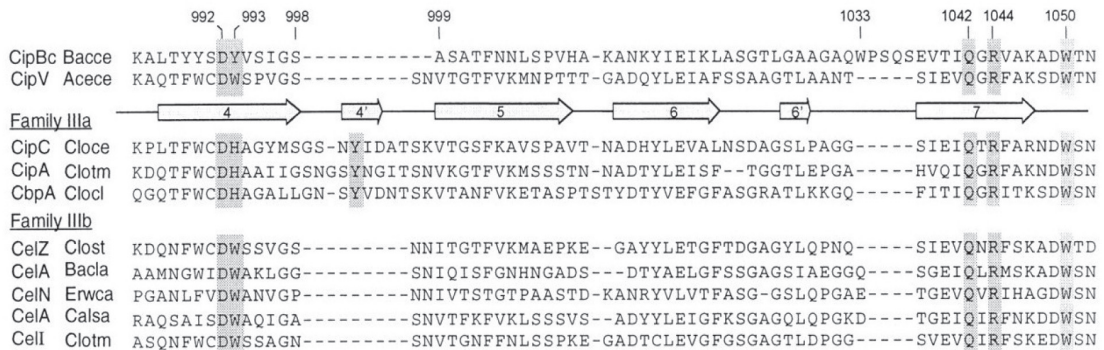 992 993 998 999 1033 1042 1044 1050
CipBc Bacce KALTYYSDYVSIGS----------ASATFNNLSPVHA-KANKYIEIKLASGTLGAAGAQWPSQSEVTIQGRVAKADWTN
CipV Acece KAQTFWCDWSPVGS--------SNVTGTFVKMNPTTT-GADQYLEIAFSSAAGTLAANT-----SIEVQGRFAKSDWTN
4 4' 5 6 6' 7
Family IIIa
CipC Cloce KPLTFWCDHAGYMSGS-NYIDATSKVTGSFKAVSPAVT-NADHYLEVALNSDAGSLPAGG-----SIEIQTRFARNDWSN
CipA Clotm KDQTFWCDHAAIIGSNGSYNGITSNVKGTFVKMSSSTN-NADTYLEISF--TGGTLEPGA-----HVQIQGRFAKNDWSN
CbpA Clocl QGQTFWCDHAGALLGN-SYVDNTSKVTANFVKETASPTSTYDTYVEFGFASGRATLKKGQ-----FITIQGRITKSDWSN
Family IIIb
CelZ Clost KDQNFWCDWSSVGS--------NNITGTFVKMAEPKE--GAYYLETGFTDGAGYLQPNQ-----SIEVQNRFSKADWTD
CelA Bacla AAMNGWIDWAKLGG--------SNIQISFGNHNGADS--DTYAELGFSSGAGSIAEGGQ-----SGEIQLRMSKADWSN
CelN Erwca PGANLFVDWANVGP--------NNIVTSTGTPAASTD-KANRYVLVTFASG-GSLQPGAE----TGEVQVRIHAGDWSN
CelA Calsa RAQSAISDWAQIGA--------SNVTFKFVKLSSSVS--ADYYLEIGFKSGAGQLQPGKD----TGEIQIRFNKDDWSN
CelI Clotm ASQNFWCDWSSAGN--------SNVTGNFFNLSSPKE-GADTCLEVGFGSGAGTLDPGG-----SVEVQIRFSKEDWSN